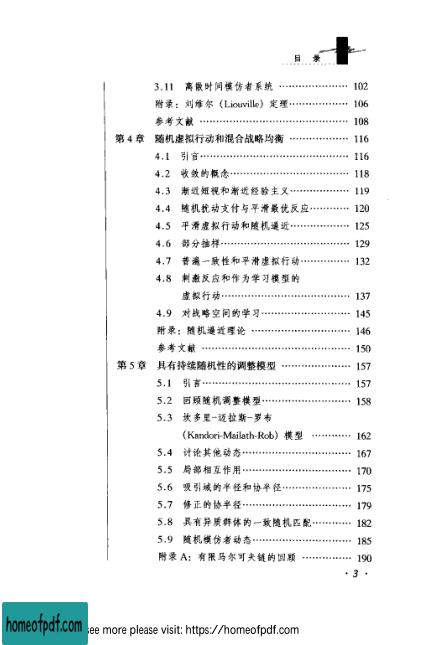 目 录
3.11 离散时间模仿者系统 ………………… 102
附录：刘维尔（Liouville）定理……………… 106
参考文献 ……………………………………… 108
第 4 章 随机虚拟行动和混合战略均衡 ……………… 116
4.1 引言……………………………………… 116
4.2 收敛的概念……………………………… 118
4.3 渐近短视和渐近经验主义……………… 119
4.4 随机扰动支付与平滑最优反应………… 120
4.5 平滑虚拟行动和随机逼近……………… 125
4.6 部分抽样………………………………… 129
4.7 普遍一致性和平滑虚拟行动…………… 132
4.8 刺激反应和作为学习模型的
虚拟行动………………………………… 137
4.9 对战略空间的学习……………………… 145
附录：随机逼近理论 ………………………… 146
参考文献 ……………………………………… 150
第 5 章 具有持续随机性的调整模型 ………………… 157
5.1 引言……………………………………… 157
5.2 回顾随机调整模型……………………… 158
5.3 坎多里-迈拉斯-罗布
（Kandori-Mailath-Rob）模型 ………… 162
5.4 讨论其他动态…………………………… 167
5.5 局部相互作用…………………………… 170
5.6 吸引域的半径和协半径………………… 175
5.7 修正的协半径…………………………… 179
5.8 具有异质群体的一致随机匹配………… 182
5.9 随机模仿者动态………………………… 185
附录 A：有限马尔可夫链的回顾 …………… 190
· 3 ·
homeofpdf.com
see more please visit: https://homeofpdf.com